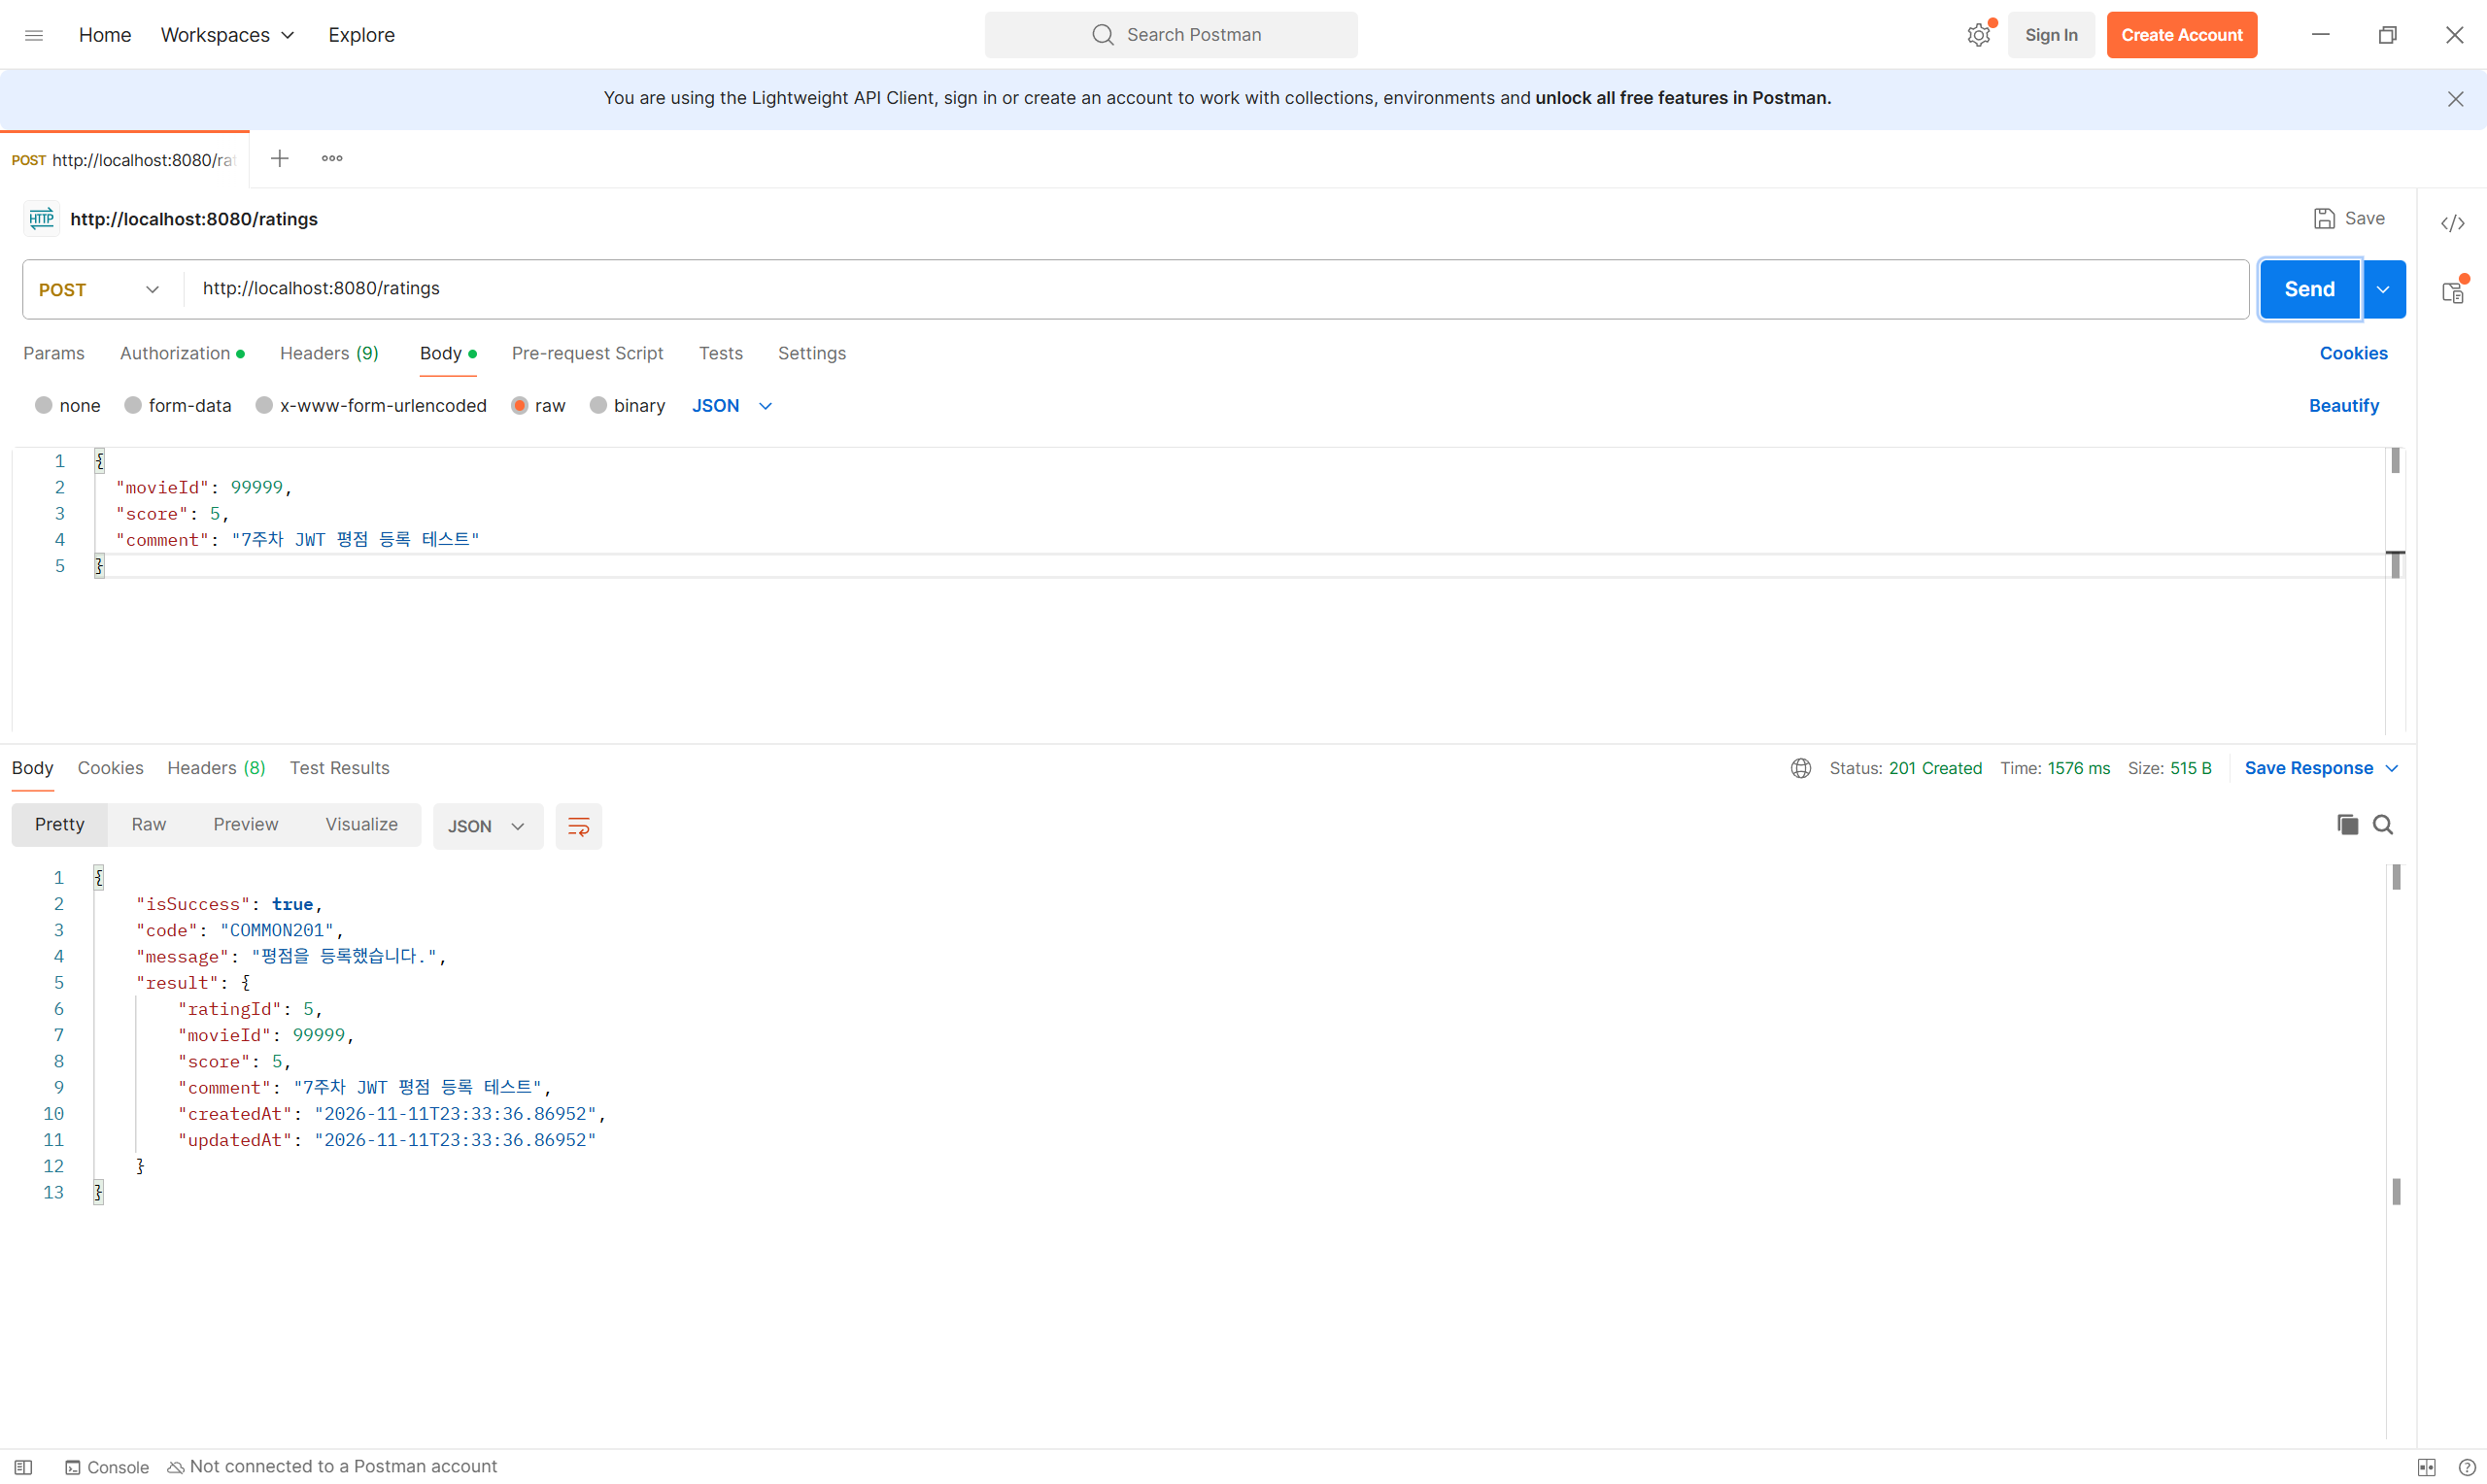 Home Workspaces Explore Search Postman Sign In Create Account
You are using the Lightweight API Client, sign in or create an account to work with collections, environments and unlock all free features in Postman.
POST http://localhost:8080/rat
HTTP http://localhost:8080/ratings Save
POST http://localhost:8080/ratings Send
Params Authorization Headers (9) Body Pre-request Script Tests Settings Cookies
none form-data x-www-form-urlencoded raw binary JSON Beautify
1 {
2 "movieId": 99999,
3 "score": 5,
4 "comment": "7주차 JWT 평점 등록 테스트"
5 }
Body Cookies Headers (8) Test Results Status: 201 Created Time: 1576 ms Size: 515 B Save Response
Pretty Raw Preview Visualize JSON
1 {
2 "isSuccess": true,
3 "code": "COMMON201",
4 "message": "평점을 등록했습니다.",
5 "result": {
6 "ratingId": 5,
7 "movieId": 99999,
8 "score": 5,
9 "comment": "7주차 JWT 평점 등록 테스트",
10 "createdAt": "2026-11-11T23:33:36.86952",
11 "updatedAt": "2026-11-11T23:33:36.86952"
12 }
13 }
Console Not connected to a Postman account